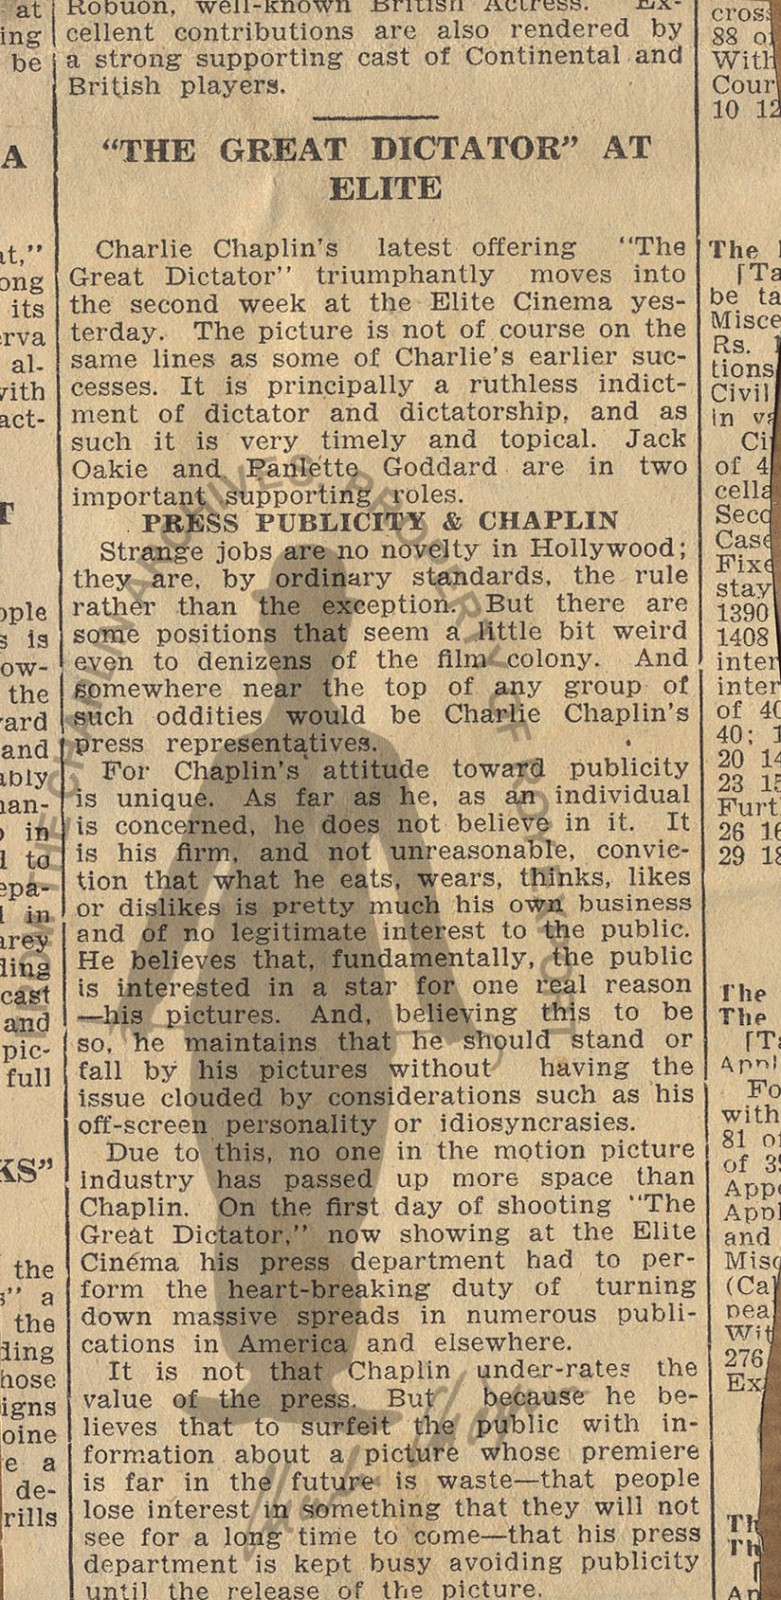 Robuon, well-known British Actress. Ex-
cellent contributions are also rendered by
a strong supporting cast of Continental and
British players.
"THE GREAT DICTATOR" AT
ELITE
Charlie Chaplin's latest offering "The
Great Dictator" triumphantly moves into
the second week at the Elite Cinema yes-
terday. The picture is not of course on the
same lines as some of Charlie's earlier suc-
cesses. It is principally a ruthless indict-
ment of dictator and dictatorship, and as
such it is very timely and topical. Jack
Oakie and Panlette Goddard are in two
important supporting roles.
PRESS PUBLICITY & CHAPLIN
Strange jobs are no novelty in Hollywood;
they are, by ordinary standards, the rule
rather than the exception. But there are
some positions that seem a little bit weird
even to denizens of the film colony. And
somewhere near the top of any group of
such oddities would be Charlie Chaplin's
press representatives.
For Chaplin's attitude toward publicity
is unique. As far as he, as an individual
is concerned, he does not believe in it. It
is his firm, and not unreasonable, convic-
tion that what he eats, wears, thinks, likes
or dislikes is pretty much his own business
and of no legitimate interest to the public.
He believes that, fundamentally, the public
is interested in a star for one real reason
—his pictures. And, believing this to be
so, he maintains that he should stand or
fall by his pictures without having the
issue clouded by considerations such as his
off-screen personality or idiosyncrasies.
Due to this, no one in the motion picture
industry has passed up more space than
Chaplin. On the first day of shooting "The
Great Dictator," now showing at the Elite
Cinéma his press department had to per-
form the heart-breaking duty of turning
down massive spreads in numerous publi-
cations in America and elsewhere.
It is not that Chaplin under-rates the
value of the press. But because he be-
lieves that to surfeit the public with in-
formation about a picture whose premiere
is far in the future is waste—that people
lose interest in something that they will not
see for a long time to come—that his press
department is kept busy avoiding publicity
until the release of the picture.